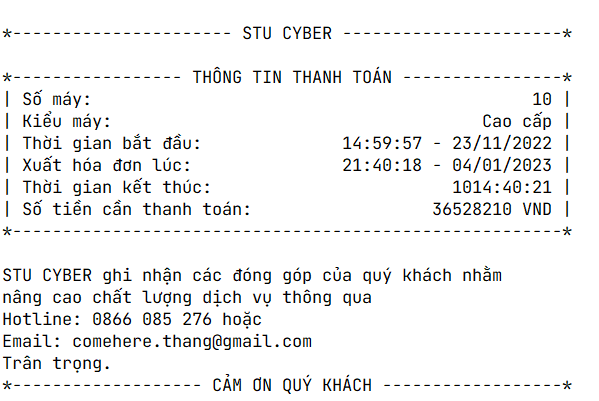 *---------------------- STU CYBER ----------------------*
*----------------- THÔNG TIN THANH TOÁN ----------------*
| Số máy: 10 |
| Kiểu máy: Cao cấp |
| Thời gian bắt đầu: 14:59:57 - 23/11/2022 |
| Xuất hóa đơn lúc: 21:40:18 - 04/01/2023 |
| Thời gian kết thúc: 1014:40:21 |
| Số tiền cần thanh toán: 36528210 VND |
*-------------------------------------------------------*
STU CYBER ghi nhận các đóng góp của quý khách nhằm
nâng cao chất lượng dịch vụ thông qua
Hotline: 0866 085 276 hoặc
Email: comehere.thang@gmail.com
Trân trọng.
*------------------- CẢM ƠN QUÝ KHÁCH ------------------*